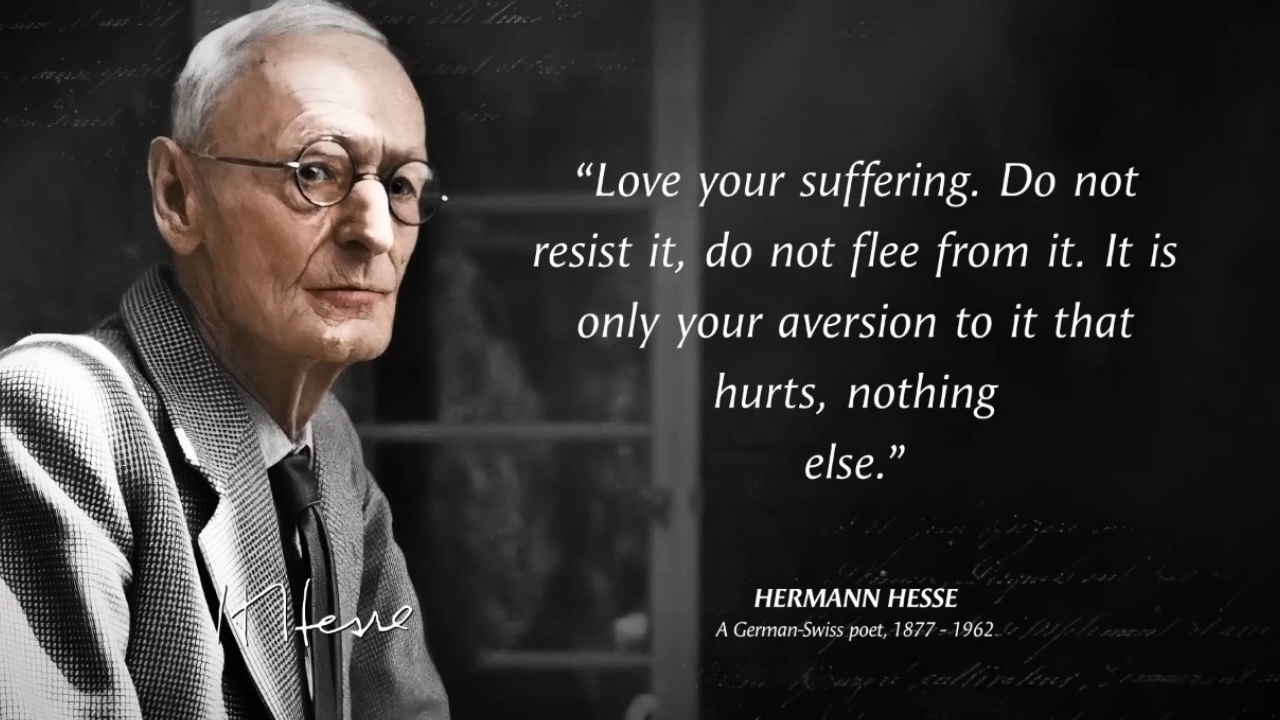 “Love your suffering. Do not
resist it, do not flee from it. It is
only your aversion to it that
hurts, nothing
else.”
HERMANN HESSE
A German-Swiss poet, 1877 - 1962
HHesse